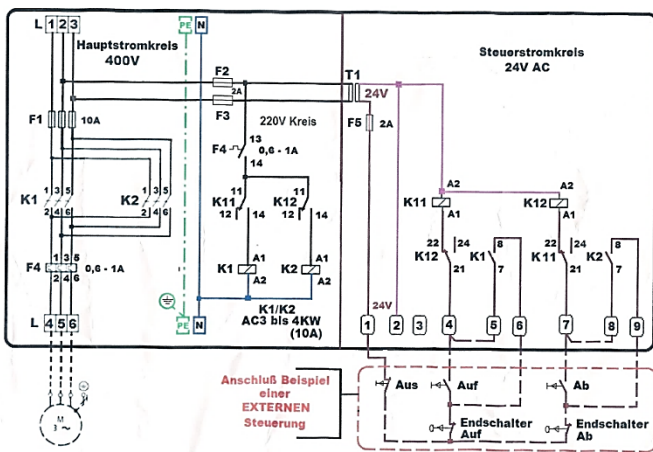 L 1 2 3
Hauptstromkreis
400V
PE N
Steuerstromkreis
24V AC
F2
2A
F3
T1
24V
F5 2A
F1 10A
220V Kreis
F4 13
14 0,6 - 1A
K1 1 3 5
2 4 6
K2 1 3 5
2 4 6
11 K11 12 14
11 K12 12 14
A2 K11 A1
A2 K12 A1
22 24 K12 21
K1 8 7
22 24 K11 21
K2 8 7
F4 1 3 5
2 4 6 0,6 - 1A
K1 A1 A2
K2 A1 A2
K1/K2
AC3 bis 4KW
(10A)
PE N
L 4 5 6
24V
1 2 3 4 5 6 7 8 9
M
3 ~
Anschluß Beispiel
einer
EXTERNEN
Steuerung
Aus
Auf
Ab
Endschalter
Auf
Endschalter
Ab